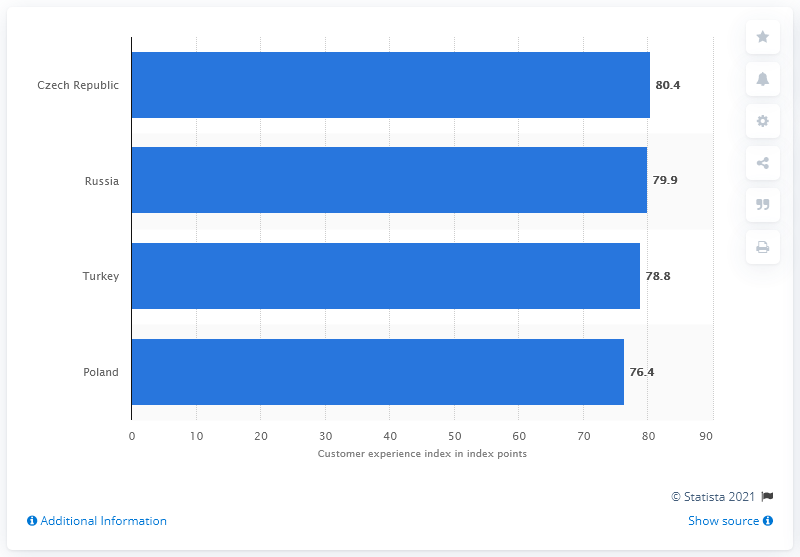 Czech Republic 80.4
Russia 79.9
Turkey 78.8
Poland 76.4
0 10 20 30 40 50 60 70 80 90
Customer experience index in index points
© Statista 2021
Additional Information Show source